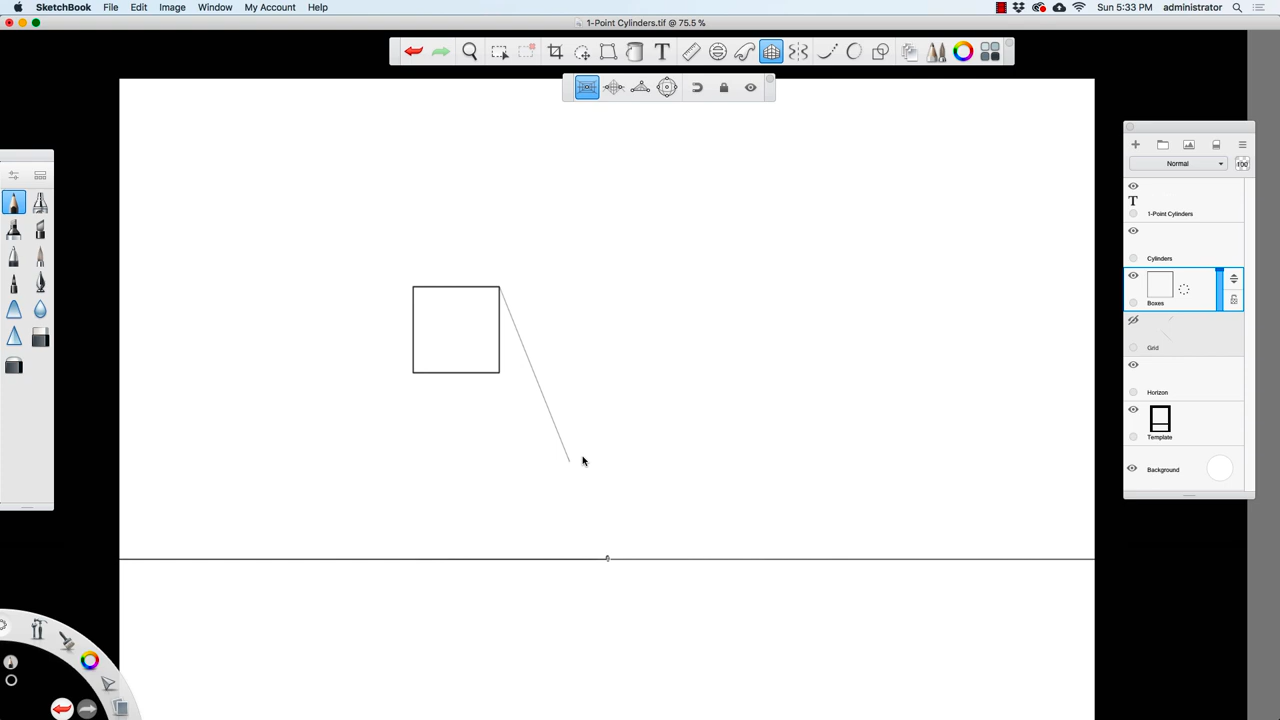 SketchBook File Edit Image Window My Account Help
Sun 5:33 PM administrator
1-Point Cylinders.tif @ 75.5 %
T
Normal
100
T
1-Point Cylinders
Cylinders
Boxes
Grid
Horizon
Template
Background